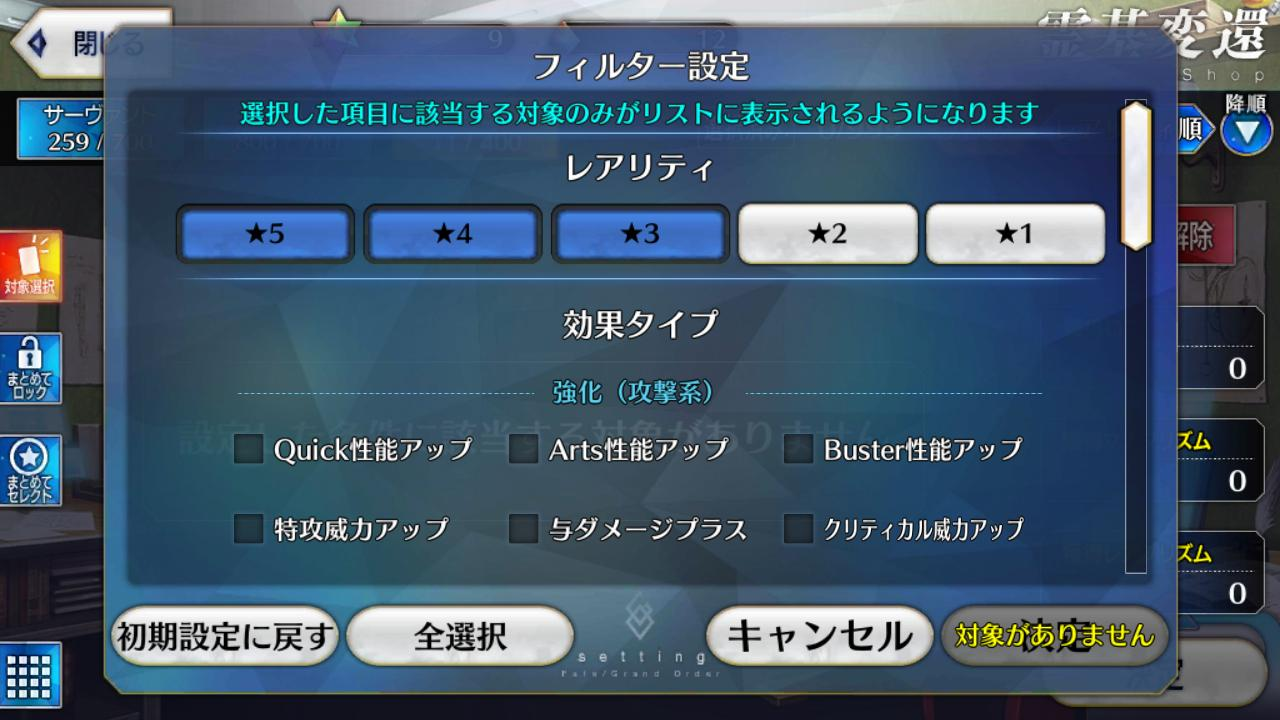 閉じる
霊基変還
Shop
フィルター設定
選択した項目に該当する対象のみがリストに表示されるようになります
サーヴァント
259 / 700
降順
順
レアリティ
★5
★4
★3
★2
★1
解除
対象選択
効果タイプ
まとめて
ロック
0
強化（攻撃系）
Quick性能アップ
Arts性能アップ
Buster性能アップ
ズム
まとめて
セレクト
0
特攻威力アップ
与ダメージプラス
クリティカル威力アップ
ズム
0
初期設定に戻す
全選択
setting
Fate/Grand Order
キャンセル
決定
対象がありません